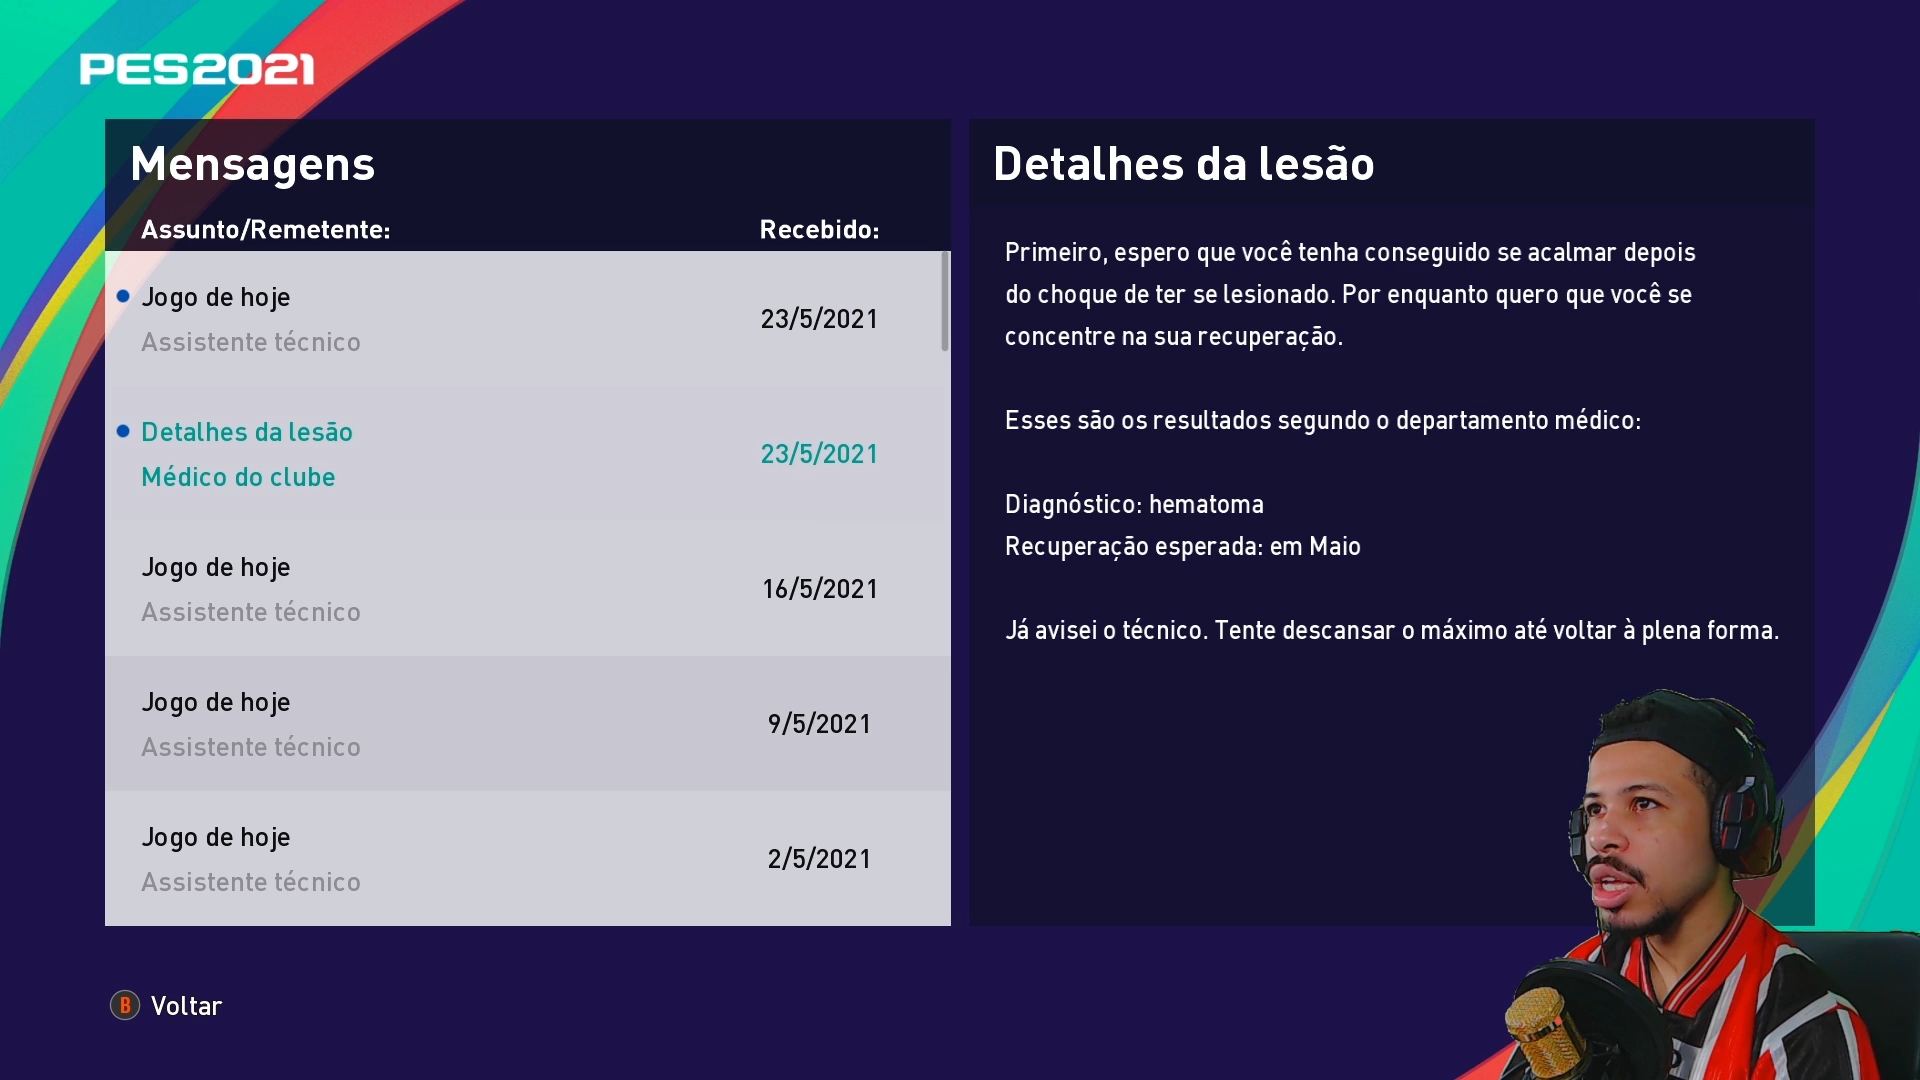 PES2021
Mensagens
Assunto/Remetente: Recebido:
Jogo de hoje
Assistente técnico
23/5/2021
Detalhes da lesão
Médico do clube
23/5/2021
Jogo de hoje
Assistente técnico
16/5/2021
Jogo de hoje
Assistente técnico
9/5/2021
Jogo de hoje
Assistente técnico
2/5/2021
Detalhes da lesão
Primeiro, espero que você tenha conseguido se acalmar depois
do choque de ter se lesionado. Por enquanto quero que você se
concentre na sua recuperação.
Esses são os resultados segundo o departamento médico:
Diagnóstico: hematoma
Recuperação esperada: em Maio
Já avisei o técnico. Tente descansar o máximo até voltar à plena forma.
B Voltar